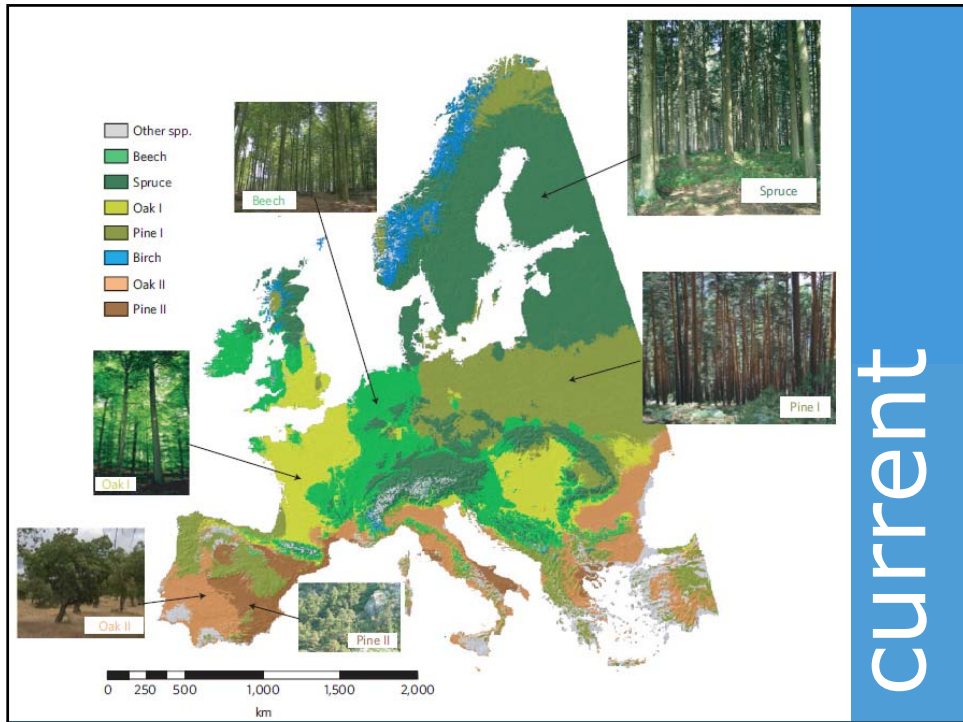 Other spp.
Beech
Spruce
Oak I
Pine I
Birch
Oak II
Pine II
Beech
Spruce
Pine I
Oak I
Oak II
Pine II
0 250 500 1,000 1,500 2,000
km
current